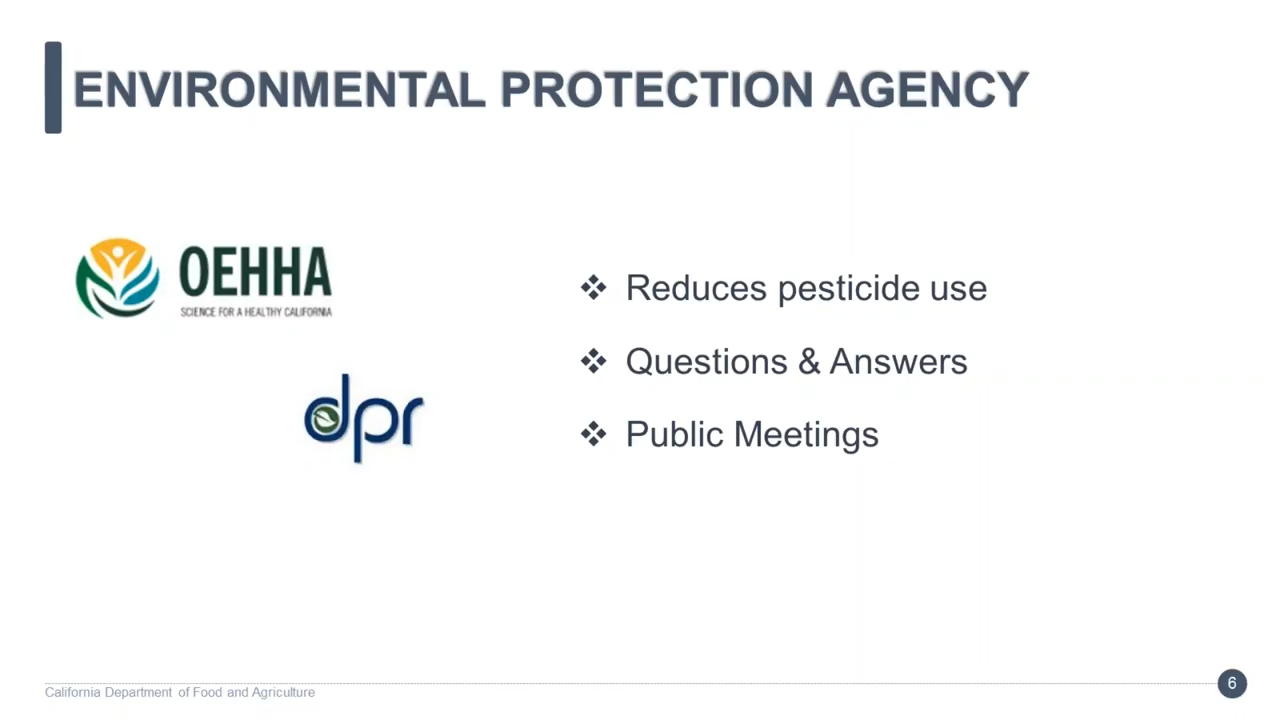 ENVIRONMENTAL PROTECTION AGENCY
OEHHA
SCIENCE FOR A HEALTHY CALIFORNIA
dpr
❖ Reduces pesticide use
❖ Questions & Answers
❖ Public Meetings
California Department of Food and Agriculture
6